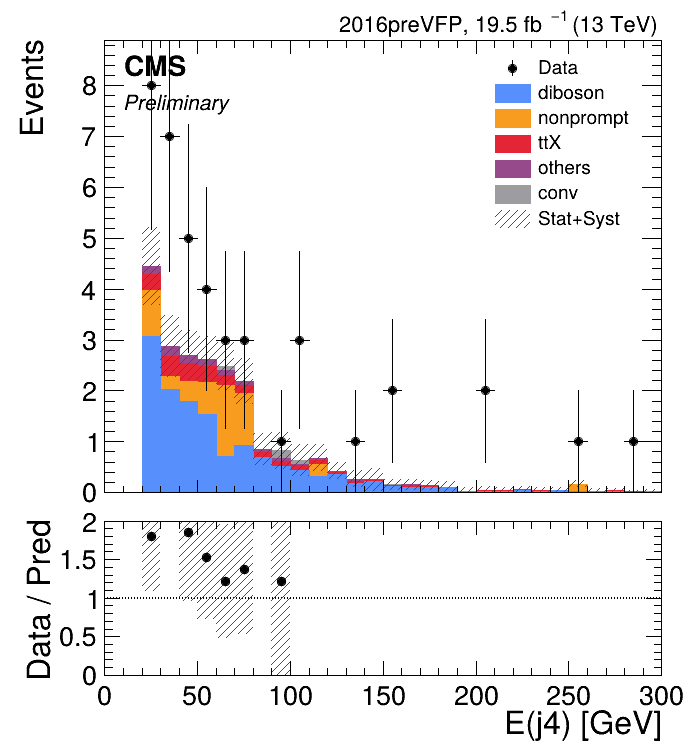 2016preVFP, 19.5 fb ⁻¹ (13 TeV)
CMS
Preliminary
Events
8
7
6
5
4
3
2
1
0
Data
diboson
nonprompt
ttX
others
conv
Stat+Syst
Data / Pred
2
1.5
1
0.5
0
0 50 100 150 200 250 300
E(j4) [GeV]